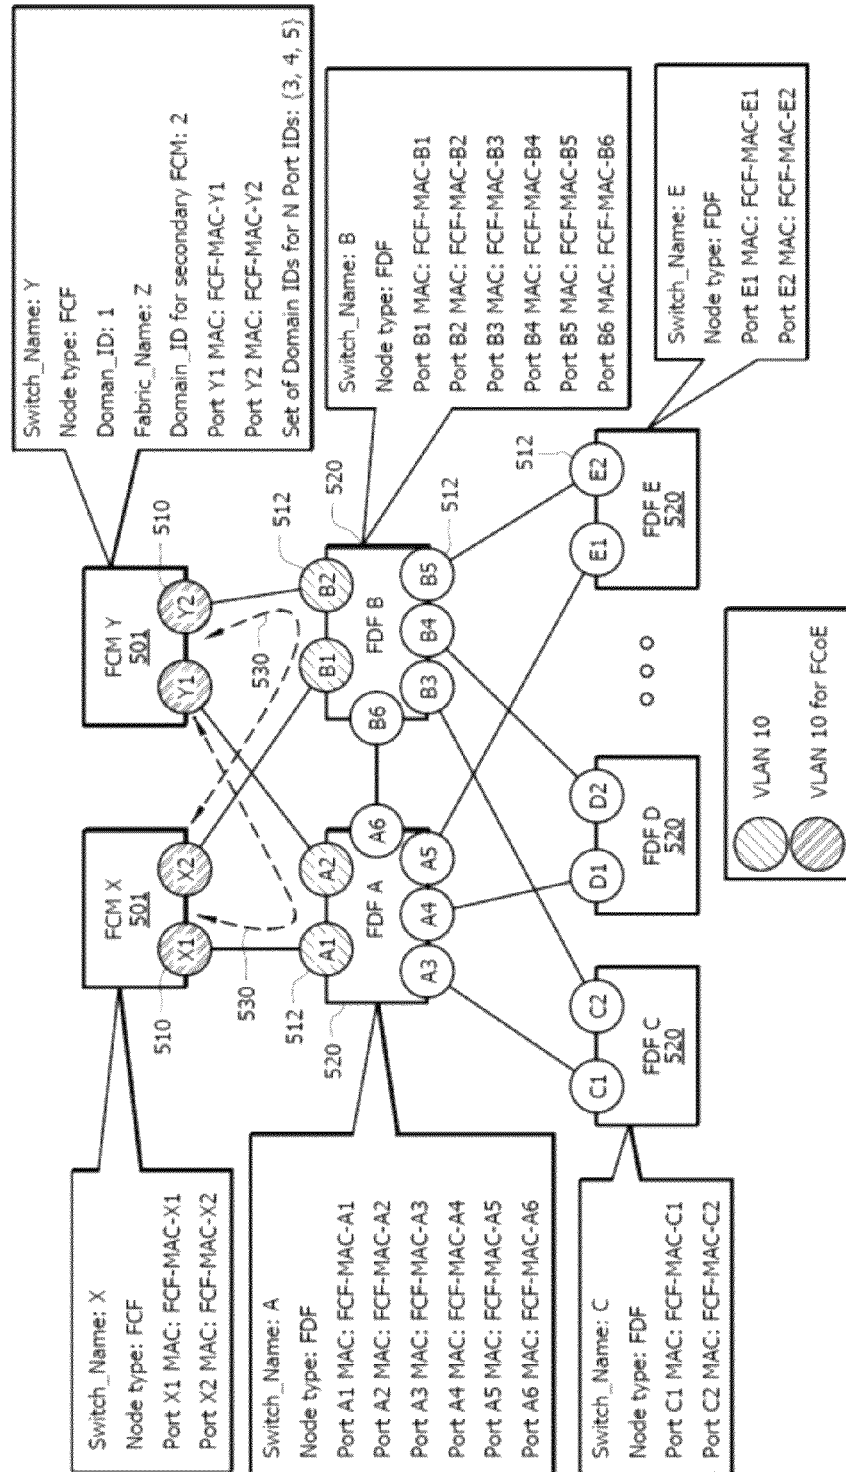 Switch_Name: X
Node type: FCF
Port X1 MAC: FCF-MAC-X1
Port X2 MAC: FCF-MAC-X2
FCM X
501
X1
X2
510
FCM Y
501
Y1
Y2
510
Switch_Name: Y
Node type: FCF
Doman_ID: 1
Fabric_Name: Z
Domain_ID for secondary FCM: 2
Port Y1 MAC: FCF-MAC-Y1
Port Y2 MAC: FCF-MAC-Y2
Set of Domain IDs for N Port IDs: {3, 4, 5}
530
530
512
512
520
520
Switch_Name: A
Node type: FDF
Port A1 MAC: FCF-MAC-A1
Port A2 MAC: FCF-MAC-A2
Port A3 MAC: FCF-MAC-A3
Port A4 MAC: FCF-MAC-A4
Port A5 MAC: FCF-MAC-A5
Port A6 MAC: FCF-MAC-A6
A1
A2
FDF A
A6
A3
A4
A5
B1
B2
FDF B
B6
B3
B4
B5
512
Switch_Name: B
Node type: FDF
Port B1 MAC: FCF-MAC-B1
Port B2 MAC: FCF-MAC-B2
Port B3 MAC: FCF-MAC-B3
Port B4 MAC: FCF-MAC-B4
Port B5 MAC: FCF-MAC-B5
Port B6 MAC: FCF-MAC-B6
Switch_Name: C
Node type: FDF
Port C1 MAC: FCF-MAC-C1
Port C2 MAC: FCF-MAC-C2
C1
C2
FDF C
520
D1
D2
FDF D
520
E1
E2
512
FDF E
520
Switch_Name: E
Node type: FDF
Port E1 MAC: FCF-MAC-E1
Port E2 MAC: FCF-MAC-E2
VLAN 10
VLAN 10 for FCoE